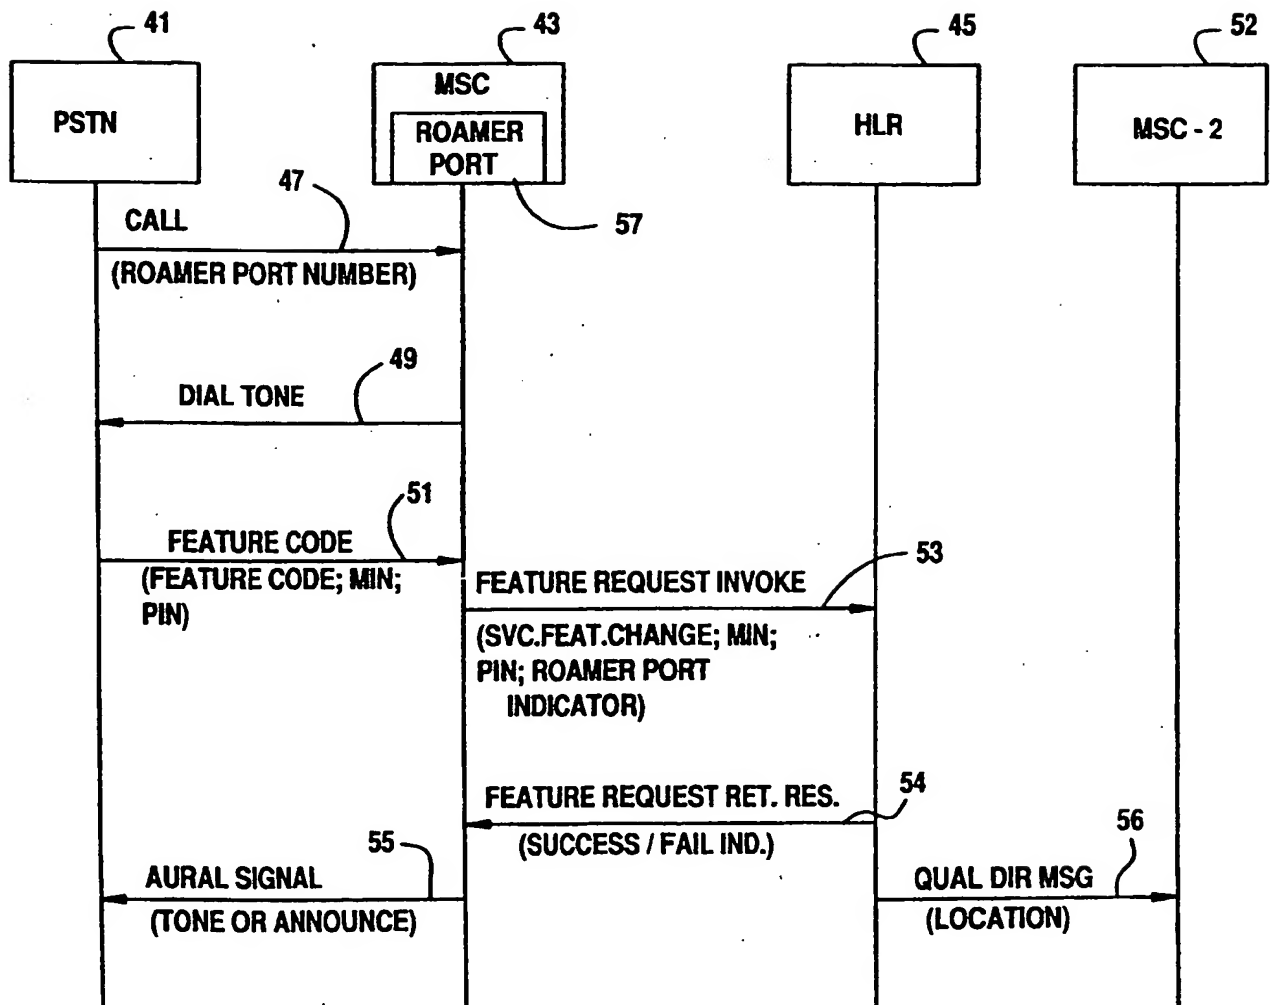 41
43
45
52
PSTN
MSC
ROAMER
PORT
HLR
MSC - 2
47
57
CALL
(ROAMER PORT NUMBER)
49
DIAL TONE
51
FEATURE CODE
(FEATURE CODE; MIN;
PIN)
53
FEATURE REQUEST INVOKE
(SVC.FEAT.CHANGE; MIN;
PIN; ROAMER PORT
INDICATOR)
54
FEATURE REQUEST RET. RES.
(SUCCESS / FAIL IND.)
55
AURAL SIGNAL
(TONE OR ANNOUNCE)
56
QUAL DIR MSG
(LOCATION)